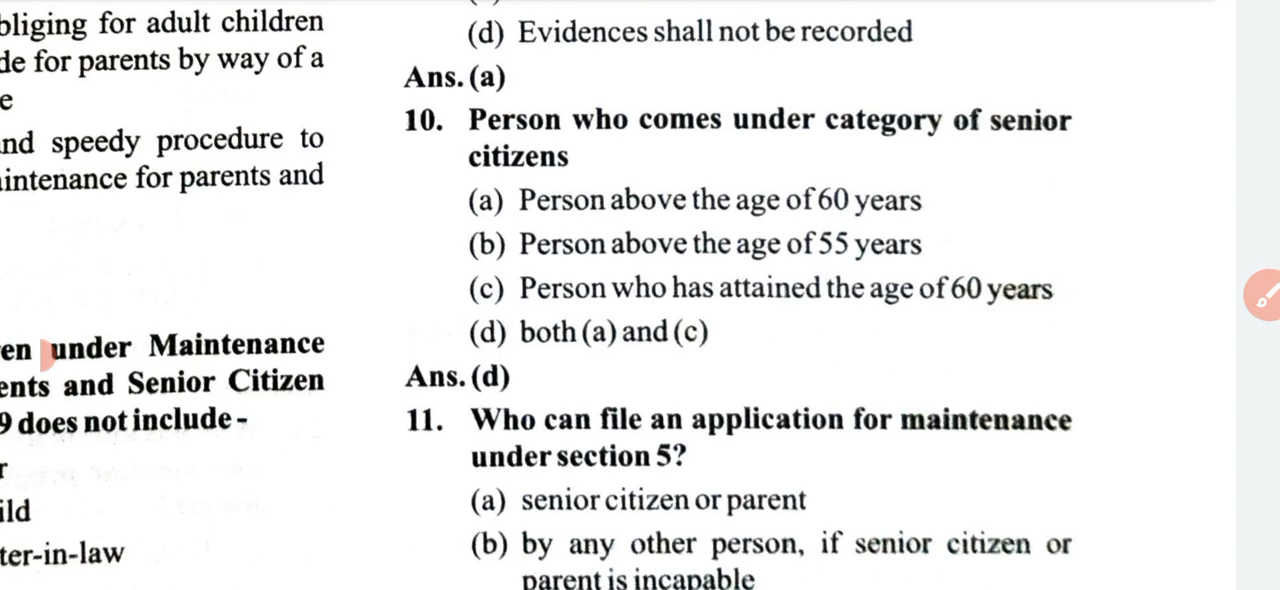 obliging for adult children
de for parents by way of a
e
and speedy procedure to
maintenance for parents and
en under Maintenance
ents and Senior Citizen
9 does not include -
r
ild
ter-in-law
(d) Evidences shall not be recorded
Ans. (a)
10. Person who comes under category of senior
citizens
(a) Person above the age of 60 years
(b) Person above the age of 55 years
(c) Person who has attained the age of 60 years
(d) both (a) and (c)
Ans. (d)
11. Who can file an application for maintenance
under section 5?
(a) senior citizen or parent
(b) by any other person, if senior citizen or
parent is incapable